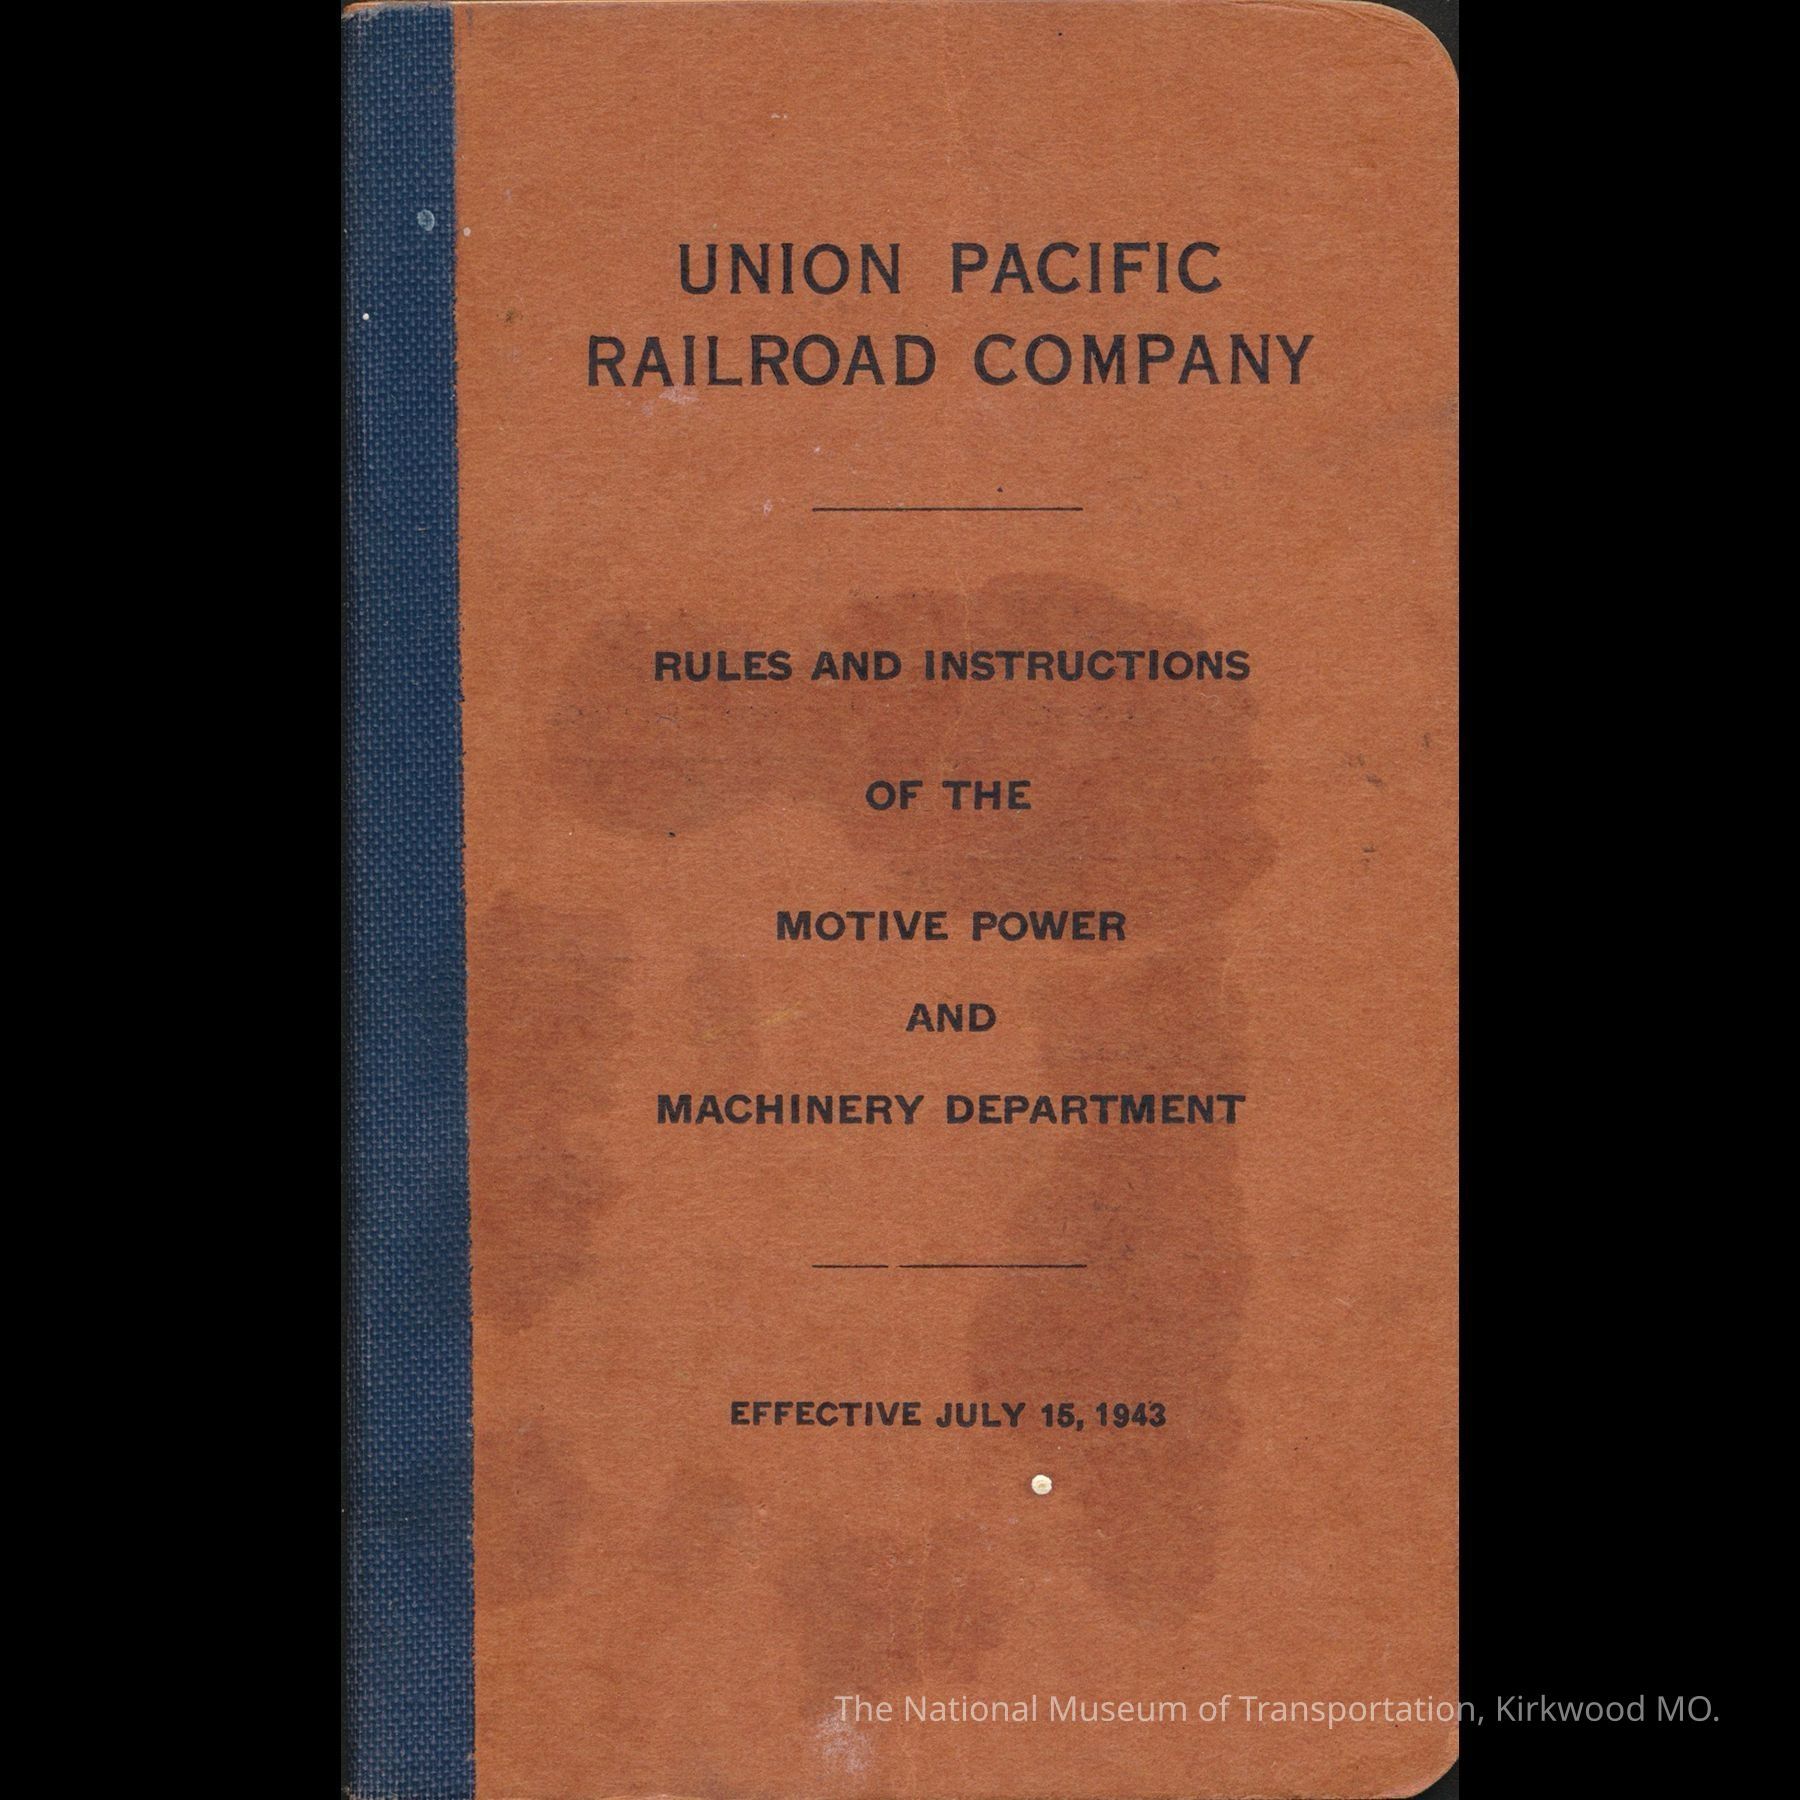 UNION PACIFIC
RAILROAD COMPANY
RULES AND INSTRUCTIONS
OF THE
MOTIVE POWER
AND
MACHINERY DEPARTMENT
EFFECTIVE JULY 15, 1943
The National Museum of Transportation, Kirkwood MO.